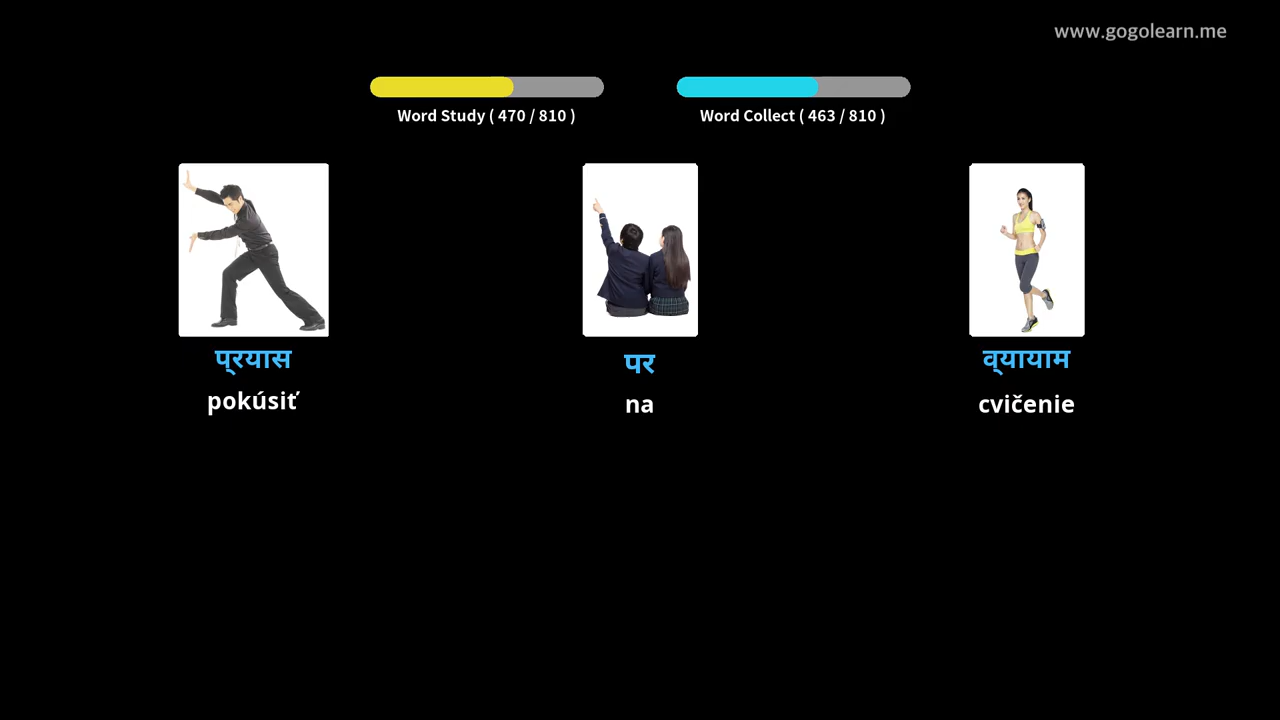 www.gogolearn.me
Word Study ( 470 / 810 )
Word Collect ( 463 / 810 )
प्रयास
पर
व्यायाम
pokúsiť
na
cvičenie